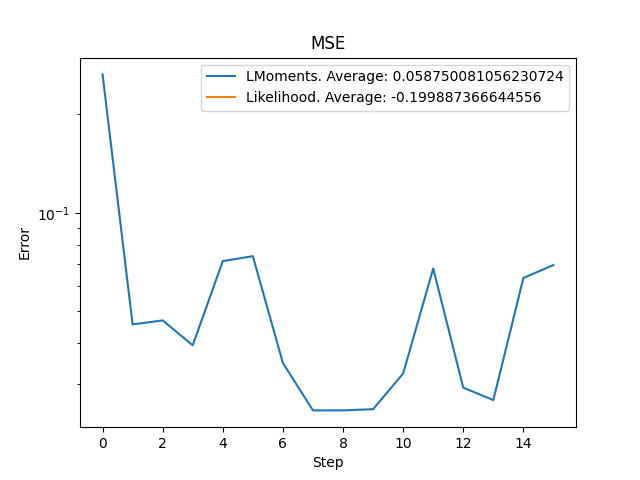 MSE
LMoments. Average: 0.058750081056230724
Likelihood. Average: -0.199887366644556
10⁻¹
Error
0 2 4 6 8 10 12 14
Step